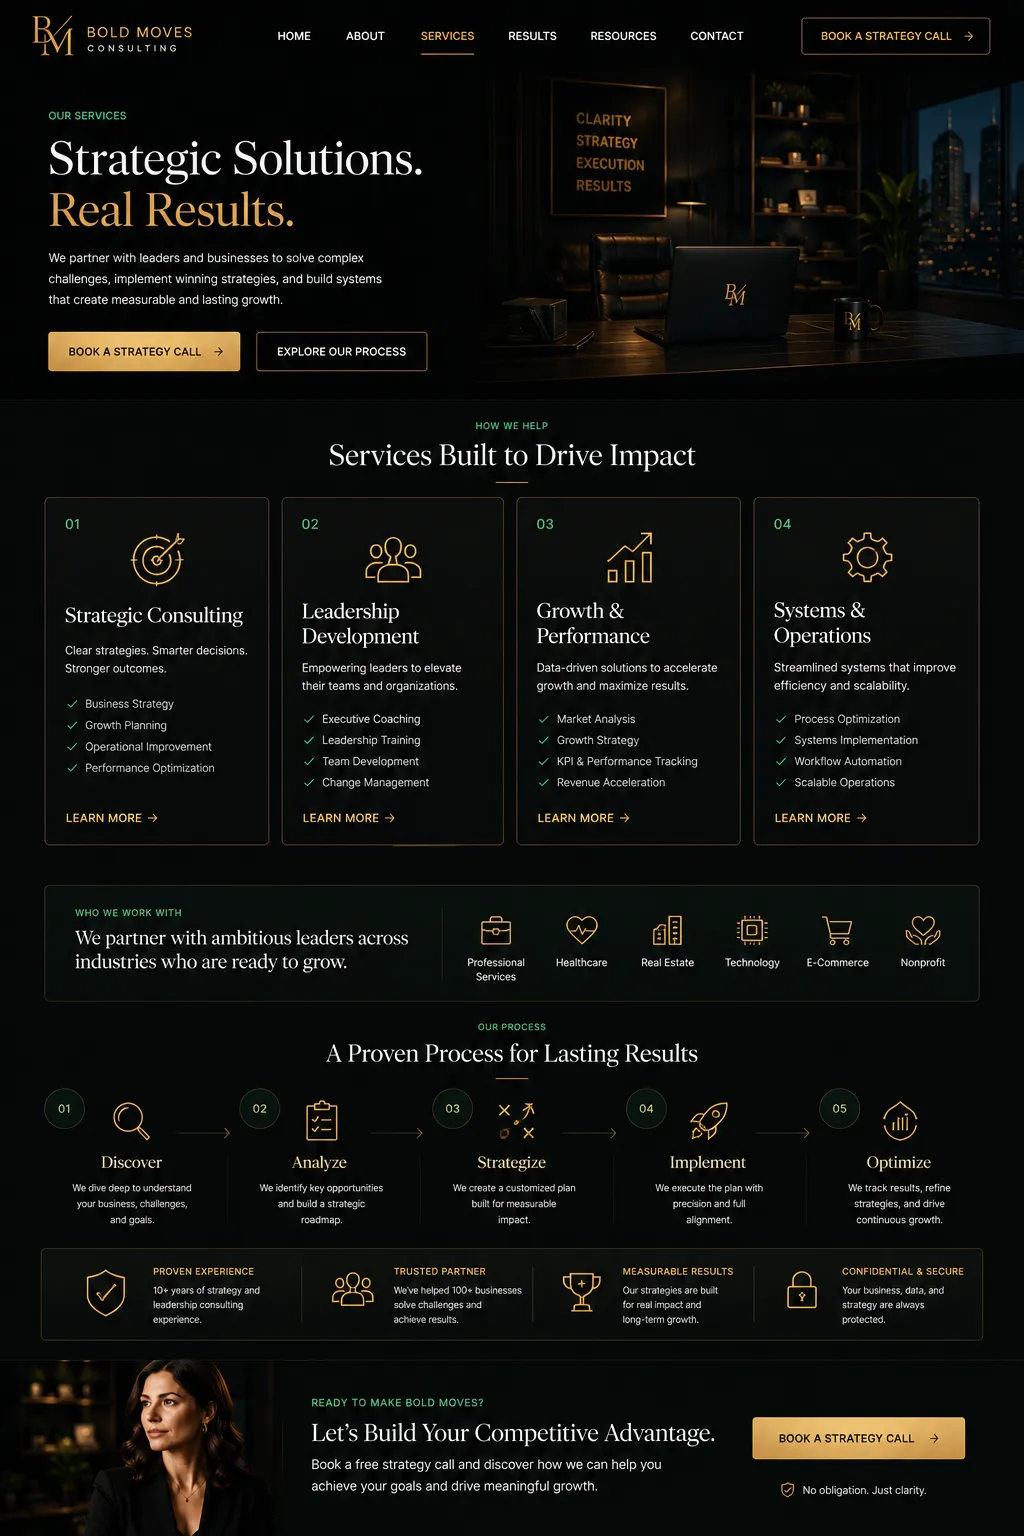 BM
BOLD MOVES
CONSULTING
HOME
ABOUT
SERVICES
RESULTS
RESOURCES
CONTACT
BOOK A STRATEGY CALL →
OUR SERVICES
Strategic Solutions.
Real Results.
We partner with leaders and businesses to solve complex
challenges, implement winning strategies, and build systems
that create measurable and lasting growth.
BOOK A STRATEGY CALL →
EXPLORE OUR PROCESS
CLARITY
STRATEGY
EXECUTION
RESULTS
BM
BM
HOW WE HELP
Services Built to Drive Impact
01
Strategic Consulting
Clear strategies. Smarter decisions.
Stronger outcomes.
Business Strategy
Growth Planning
Operational Improvement
Performance Optimization
LEARN MORE →
02
Leadership
Development
Empowering leaders to elevate
their teams and organizations.
Executive Coaching
Leadership Training
Team Development
Change Management
LEARN MORE →
03
Growth &
Performance
Data-driven solutions to accelerate
growth and maximize results.
Market Analysis
Growth Strategy
KPI & Performance Tracking
Revenue Acceleration
LEARN MORE →
04
Systems &
Operations
Streamlined systems that improve
efficiency and scalability.
Process Optimization
Systems Implementation
Workflow Automation
Scalable Operations
LEARN MORE →
WHO WE WORK WITH
We partner with ambitious leaders across
industries who are ready to grow.
Professional
Services
Healthcare
Real Estate
Technology
E-Commerce
Nonprofit
OUR PROCESS
A Proven Process for Lasting Results
01
Discover
We dive deep to understand
your business, challenges,
and goals.
02
Analyze
We identify key opportunities
and build a strategic
roadmap.
03
Strategize
We create a customized plan
built for measurable
impact.
04
Implement
We execute the plan with
precision and full
alignment.
05
Optimize
We track results, refine
strategies, and drive
continuous growth.
PROVEN EXPERIENCE
10+ years of strategy and
leadership consulting
experience.
TRUSTED PARTNER
We've helped 100+ businesses
solve challenges and
achieve results.
MEASURABLE RESULTS
Our strategies are built
for real impact and
long-term growth.
CONFIDENTIAL & SECURE
Your business, data, and
strategy are always
protected.
READY TO MAKE BOLD MOVES?
Let's Build Your Competitive Advantage.
Book a free strategy call and discover how we can help you
achieve your goals and drive meaningful growth.
BOOK A STRATEGY CALL →
No obligation. Just clarity.